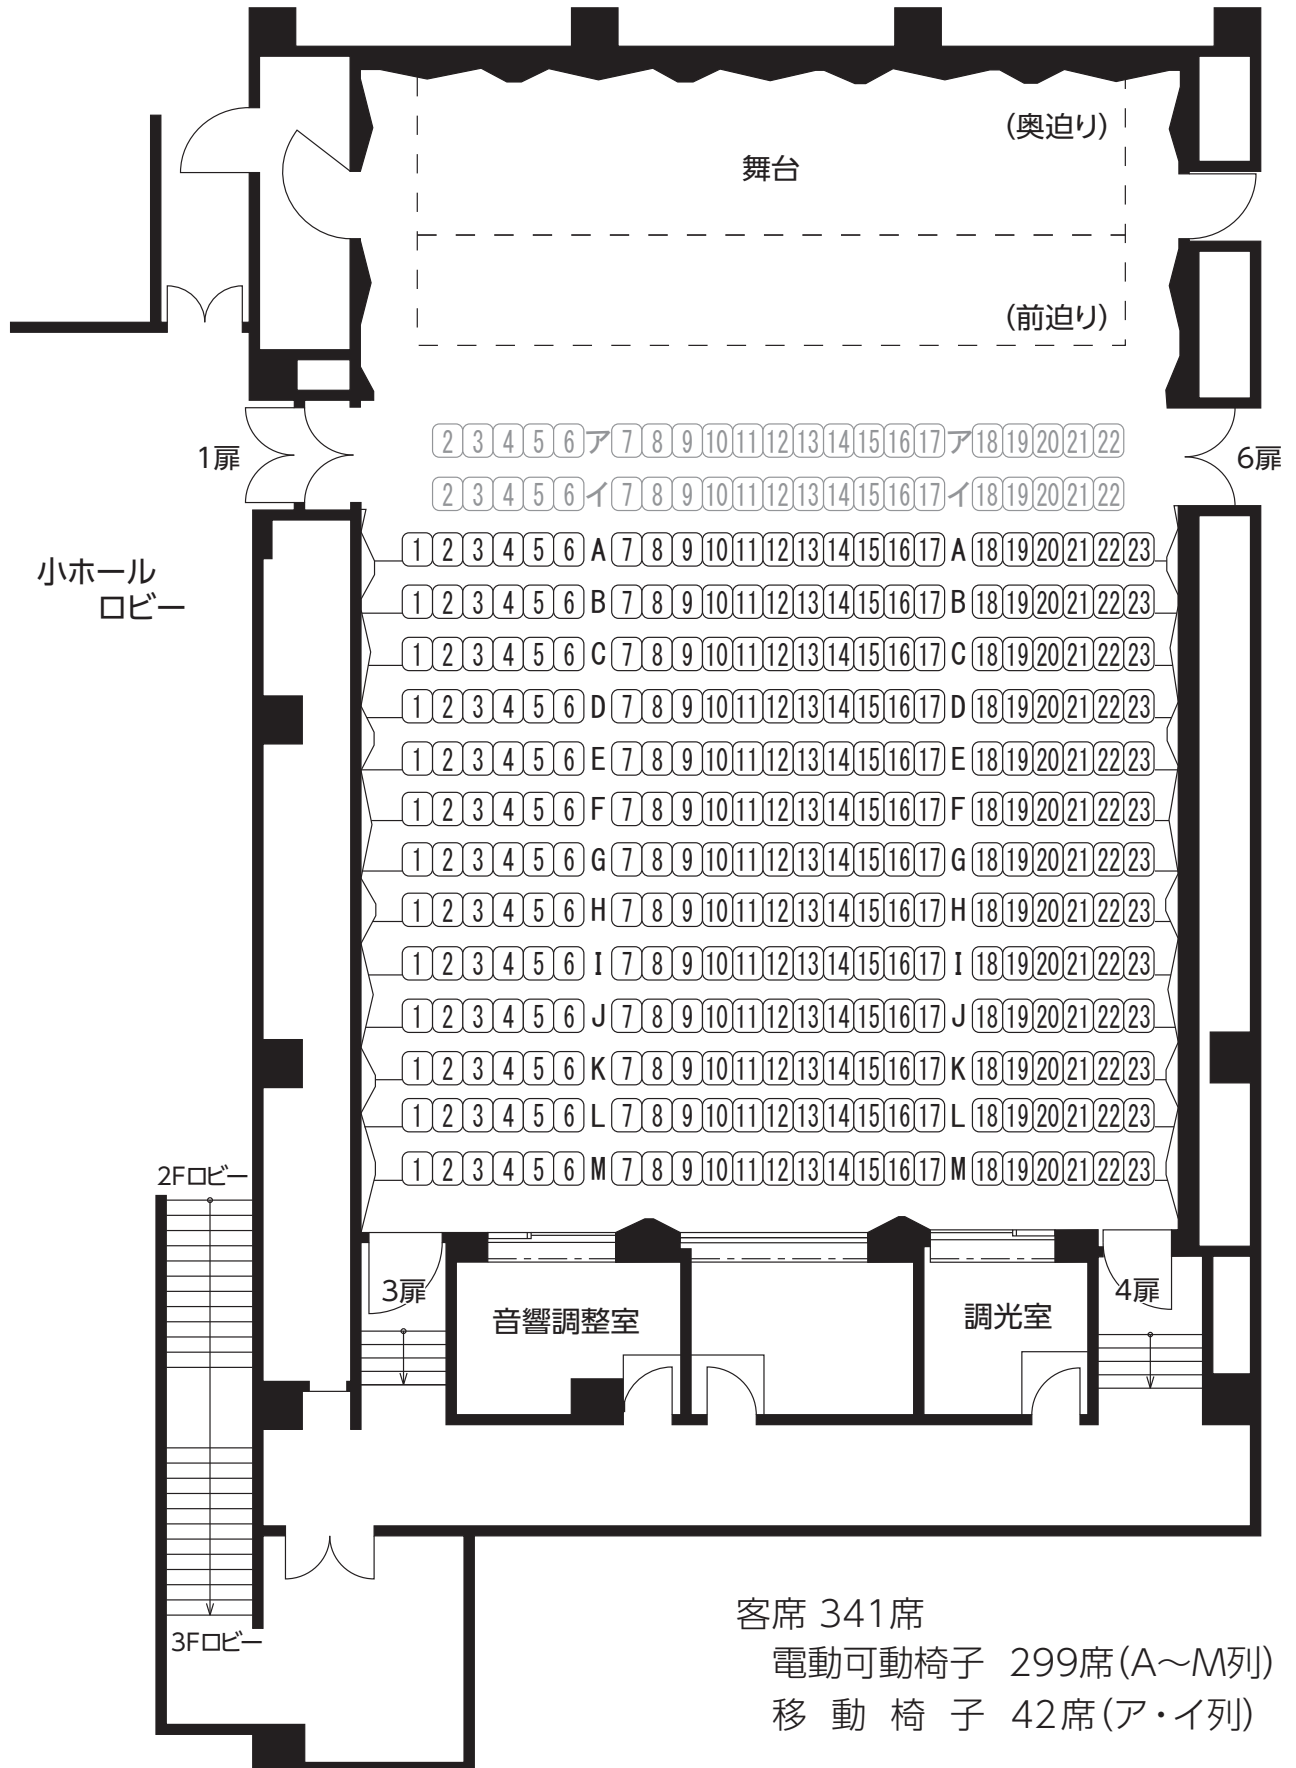 (奥迫り)
舞台
(前迫り)
1扉
6扉
2 3 4 5 6 ア 7 8 9 10 11 12 13 14 15 16 17 ア 18 19 20 21 22
2 3 4 5 6 イ 7 8 9 10 11 12 13 14 15 16 17 イ 18 19 20 21 22
小ホール
ロビー
1 2 3 4 5 6 A 7 8 9 10 11 12 13 14 15 16 17 A 18 19 20 21 22 23
1 2 3 4 5 6 B 7 8 9 10 11 12 13 14 15 16 17 B 18 19 20 21 22 23
1 2 3 4 5 6 C 7 8 9 10 11 12 13 14 15 16 17 C 18 19 20 21 22 23
1 2 3 4 5 6 D 7 8 9 10 11 12 13 14 15 16 17 D 18 19 20 21 22 23
1 2 3 4 5 6 E 7 8 9 10 11 12 13 14 15 16 17 E 18 19 20 21 22 23
1 2 3 4 5 6 F 7 8 9 10 11 12 13 14 15 16 17 F 18 19 20 21 22 23
1 2 3 4 5 6 G 7 8 9 10 11 12 13 14 15 16 17 G 18 19 20 21 22 23
1 2 3 4 5 6 H 7 8 9 10 11 12 13 14 15 16 17 H 18 19 20 21 22 23
1 2 3 4 5 6 I 7 8 9 10 11 12 13 14 15 16 17 I 18 19 20 21 22 23
1 2 3 4 5 6 J 7 8 9 10 11 12 13 14 15 16 17 J 18 19 20 21 22 23
1 2 3 4 5 6 K 7 8 9 10 11 12 13 14 15 16 17 K 18 19 20 21 22 23
1 2 3 4 5 6 L 7 8 9 10 11 12 13 14 15 16 17 L 18 19 20 21 22 23
1 2 3 4 5 6 M 7 8 9 10 11 12 13 14 15 16 17 M 18 19 20 21 22 23
2Fロビー
3扉
音響調整室
調光室
4扉
3Fロビー
客席 341席
電動可動椅子 299席(A〜M列)
移 動 椅 子 42席(ア・イ列)